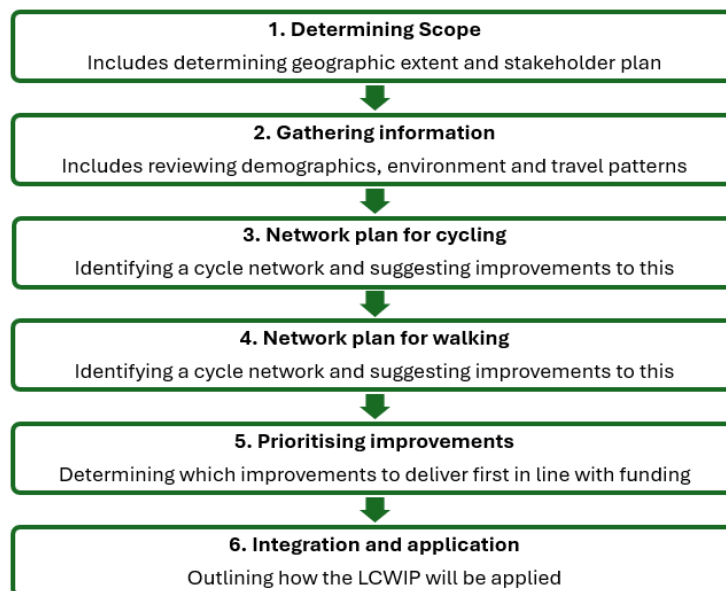 1. Determining Scope
Includes determining geographic extent and stakeholder plan
2. Gathering information
Includes reviewing demographics, environment and travel patterns
3. Network plan for cycling
Identifying a cycle network and suggesting improvements to this
4. Network plan for walking
Identifying a cycle network and suggesting improvements to this
5. Prioritising improvements
Determining which improvements to deliver first in line with funding
6. Integration and application
Outlining how the LCWIP will be applied